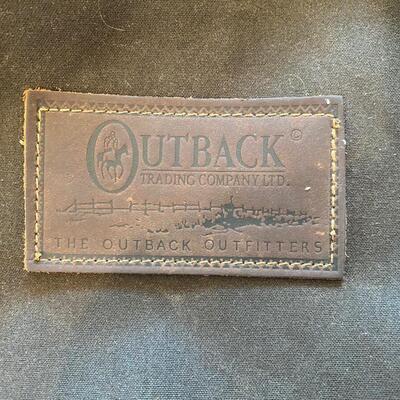 OUTBACK ©
TRADING COMPANY LTD.
THE OUTBACK OUTFITTERS